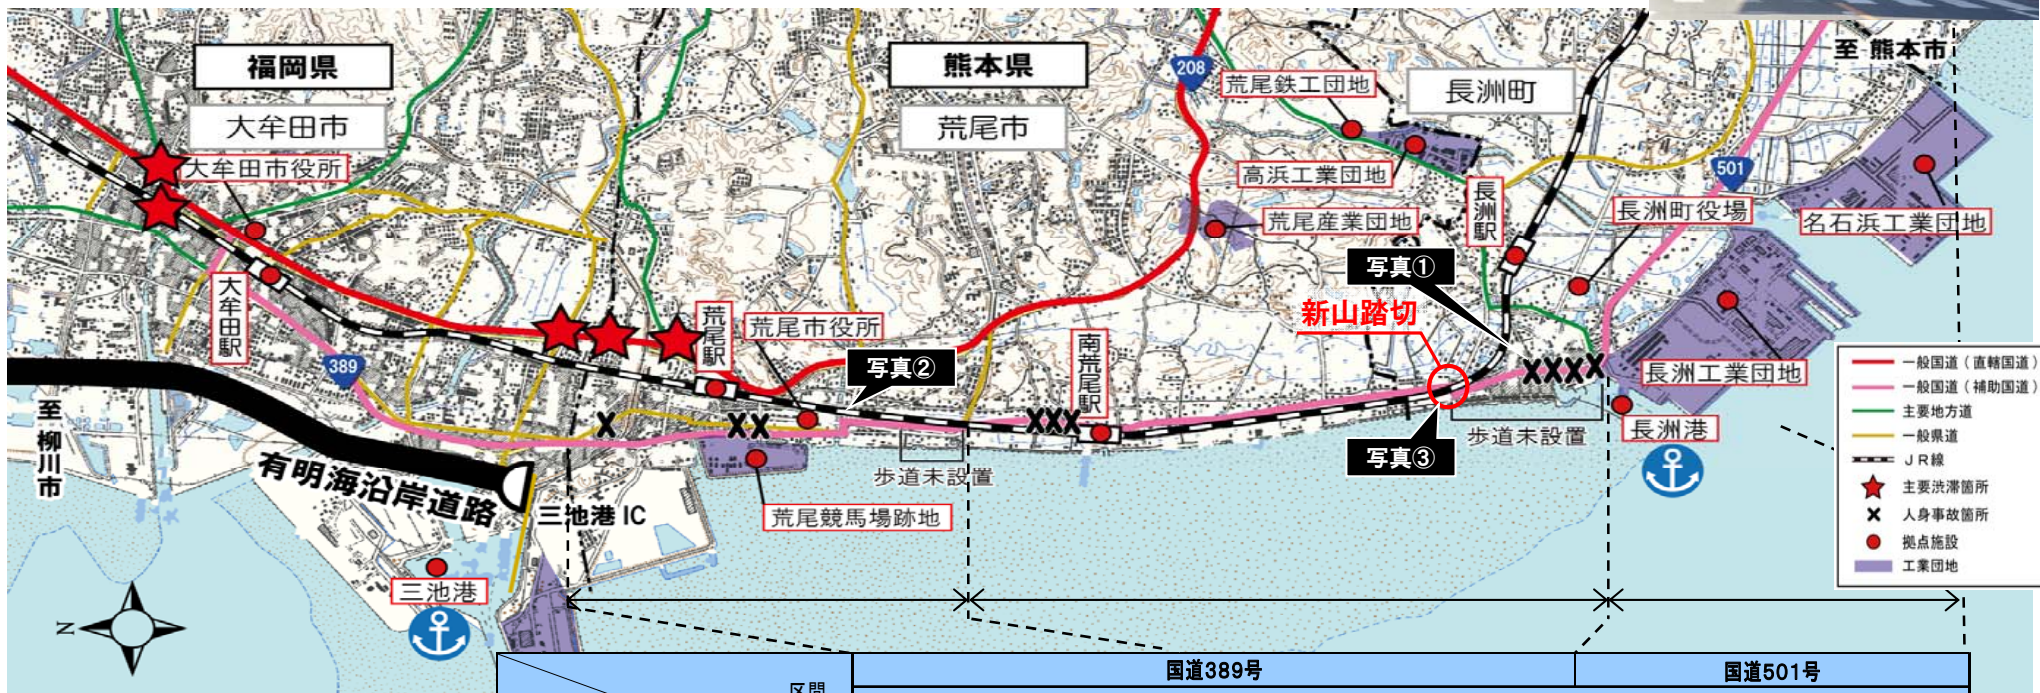 福岡県
大牟田市
大牟田市役所
大牟田駅
389
至 柳川市
有明海沿岸道路
三池港IC
三池港
N
熊本県
荒尾市
208
荒尾駅
荒尾市役所
写真②
歩道未設置
荒尾競馬場跡地
南荒尾駅
荒尾鉄工団地
高浜工業団地
荒尾産業団地
長洲町
長洲駅
写真①
新山踏切
写真③
歩道未設置
至 熊本市
501
長洲町役場
名石浜工業団地
長洲工業団地
長洲港
一般国道(直轄国道)
一般国道(補助国道)
主要地方道
一般県道
JR線
主要渋滞箇所
人身事故箇所
拠点施設
工業団地
区間
国道389号
国道501号